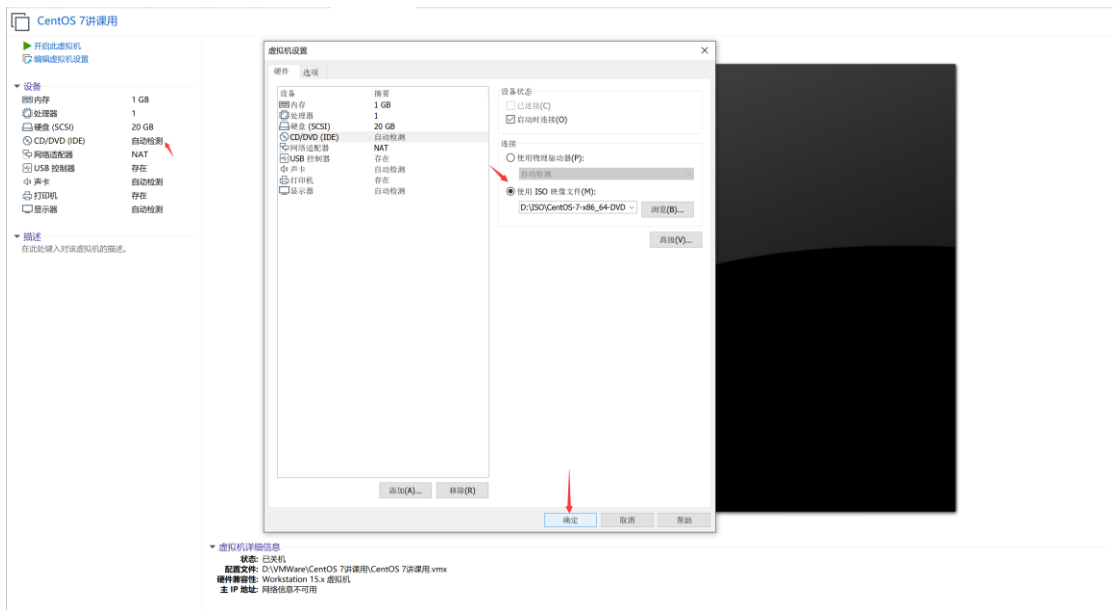 CentOS 7讲课用
开启此虚拟机
编辑虚拟机设置
设备
内存 1 GB
处理器 1
硬盘 (SCSI) 20 GB
CD/DVD (IDE) 自动检测
网络适配器 NAT
USB 控制器 存在
声卡 自动检测
打印机 存在
显示器 自动检测
描述
在此处键入对该虚拟机的描述。
虚拟机设置
硬件 选项
设备 摘要
内存 1 GB
处理器 1
硬盘 (SCSI) 20 GB
CD/DVD (IDE) 自动检测
网络适配器 NAT
USB 控制器 存在
声卡 自动检测
打印机 存在
显示器 自动检测
添加(A)... 移除(R)
设备状态
已连接(C)
启动时连接(O)
连接
使用物理驱动器(P):
自动检测
使用 ISO 映像文件(M):
D:\ISO\CentOS-7-x86_64-DVD 浏览(B)...
高级(V)...
确定 取消 帮助
虚拟机详细信息
状态: 已关机
配置文件: D:\VMWare\CentOS 7讲课用\CentOS 7讲课用.vmx
硬件兼容性: Workstation 15.x 虚拟机
主 IP 地址: 网络信息不可用